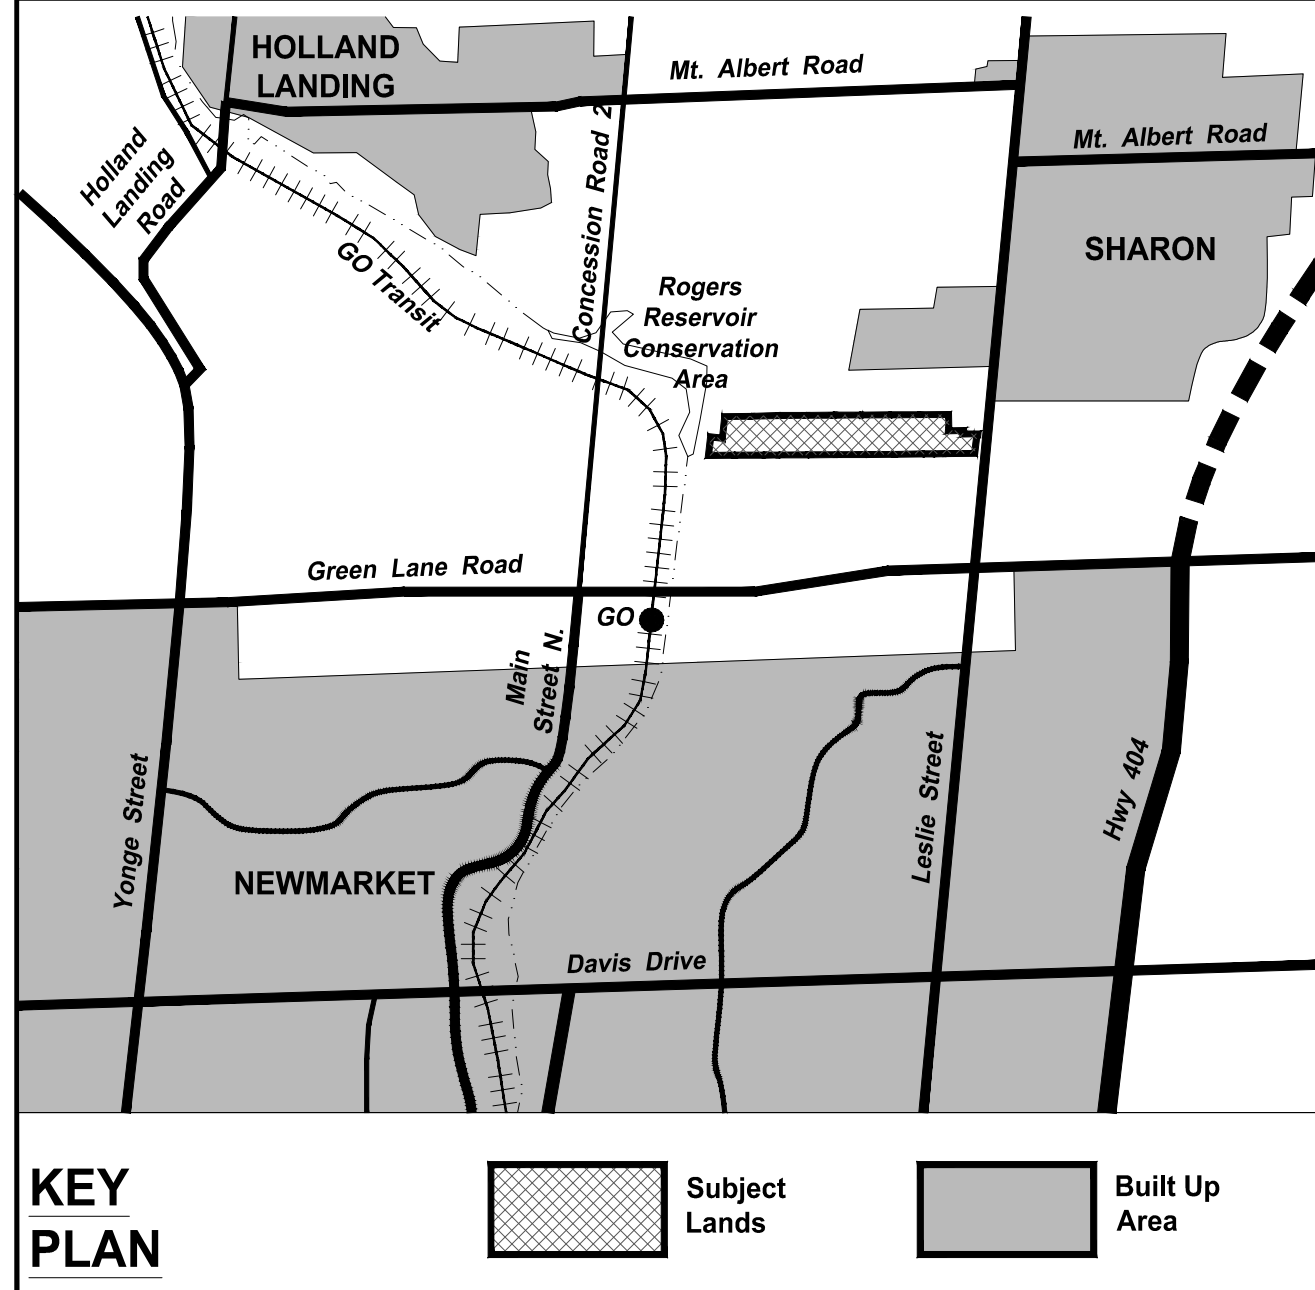 HOLLAND
LANDING
Mt. Albert Road
Mt. Albert Road
Holland
Landing
Road
Concession Road 2
SHARON
GO Transit
Rogers
Reservoir
Conservation
Area
Green Lane Road
GO
Main
Street N.
Yonge Street
Leslie Street
Hwy 404
NEWMARKET
Davis Drive
KEY
PLAN
Subject
Lands
Built Up
Area